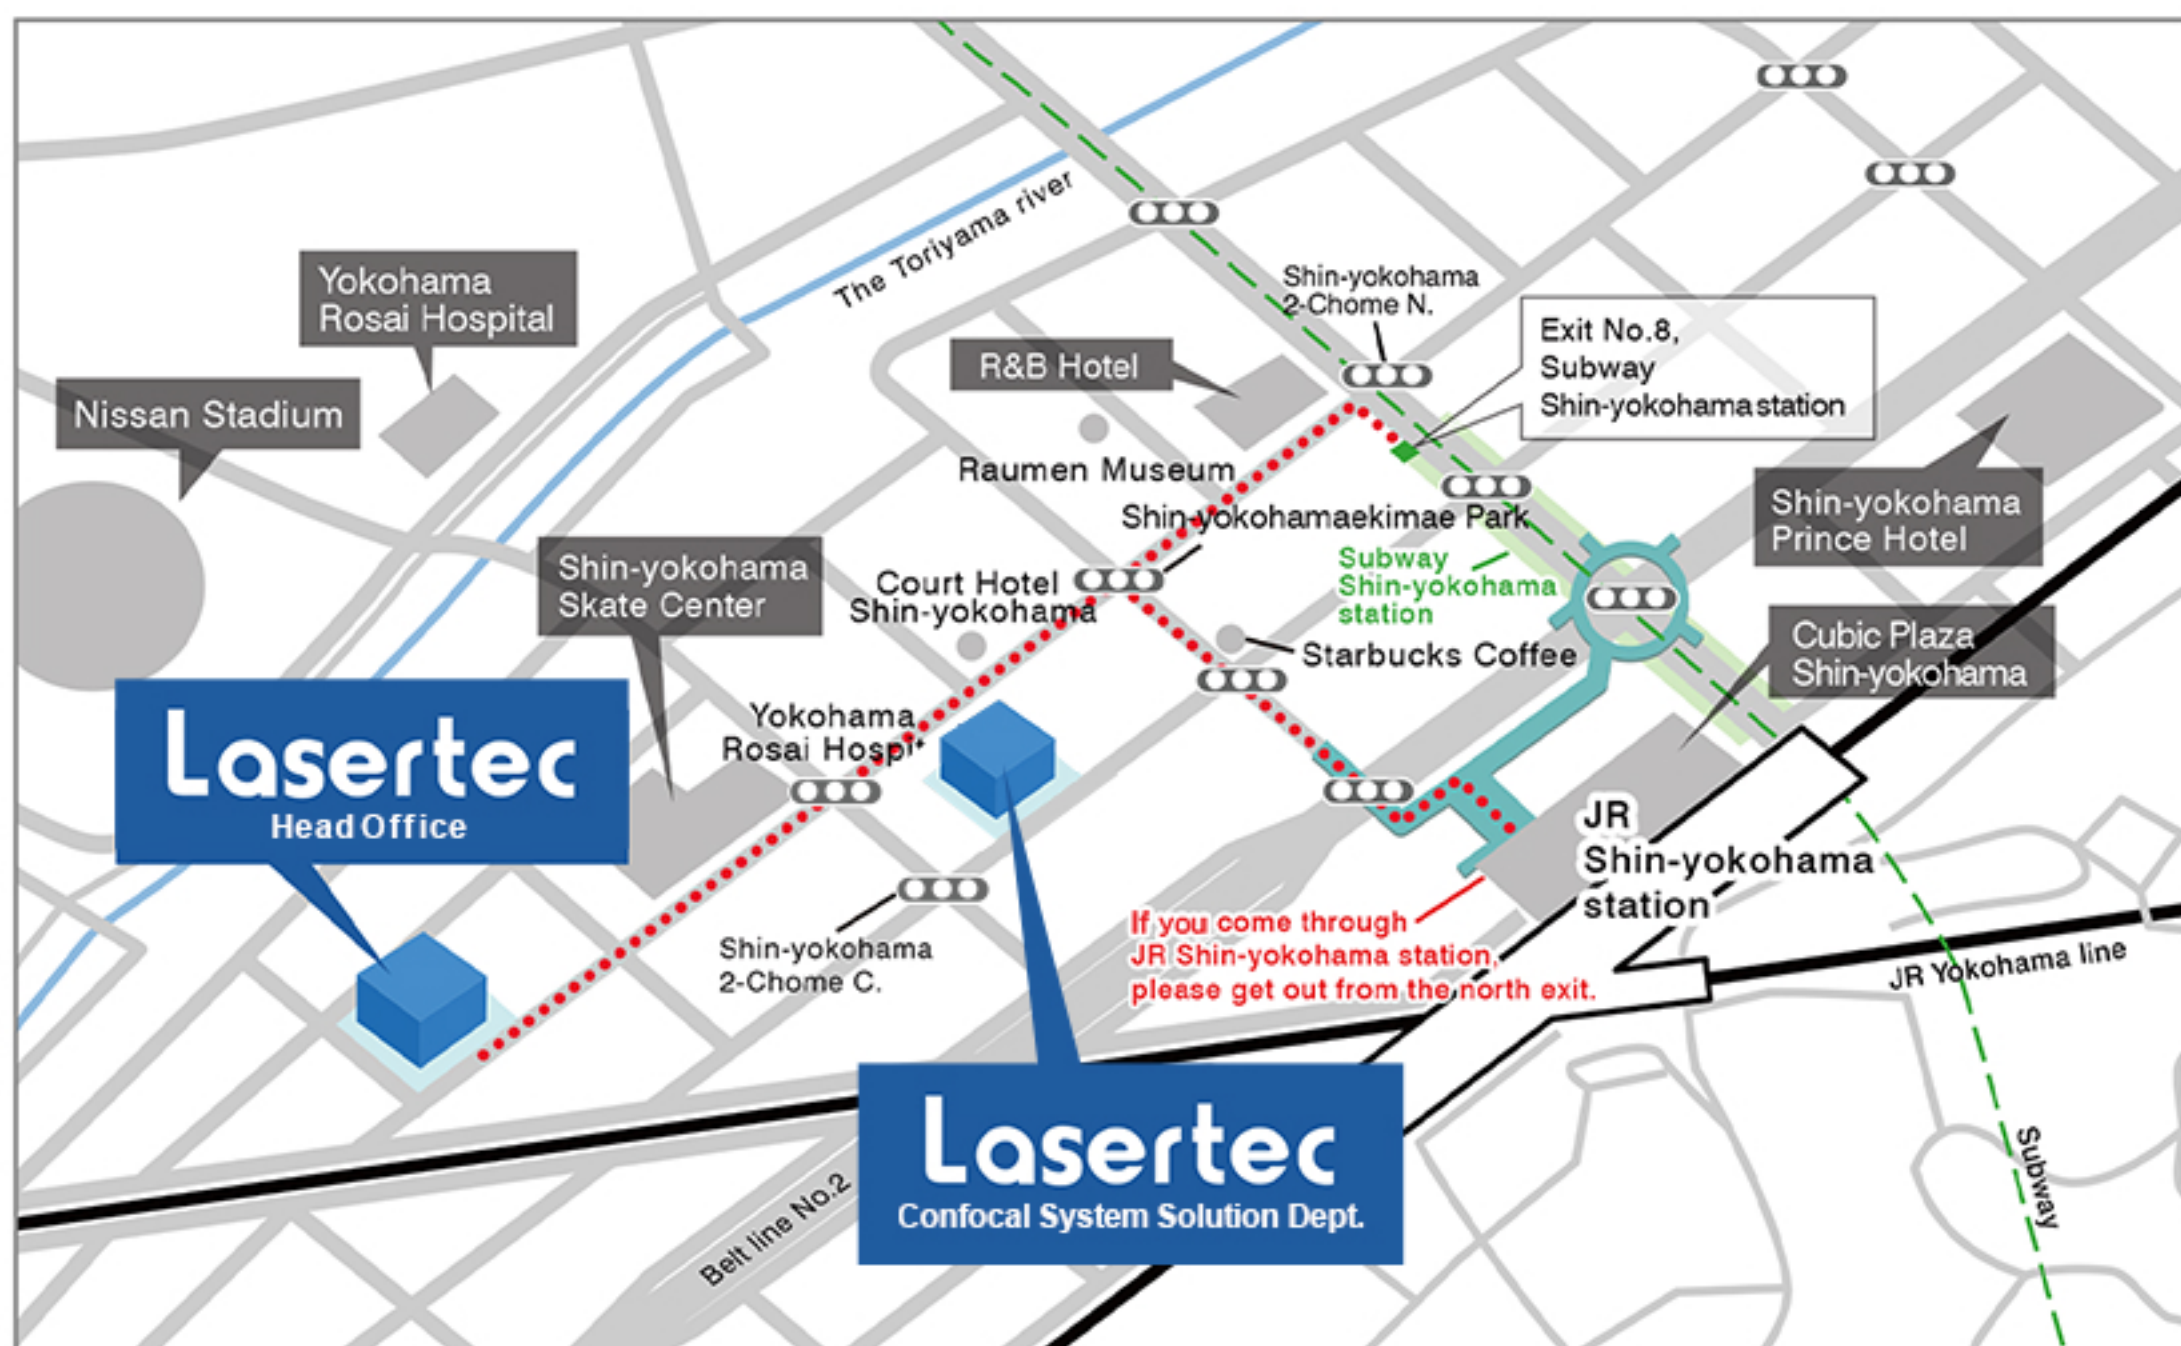 The Toriyama river
Yokohama
Rosai Hospital
Nissan Stadium
Shin-yokohama
2-Chome N.
R&B Hotel
Exit No.8,
Subway
Shin-yokohama station
Raumen Museum
Shin-yokohamaekimae Park
Shin-yokohama
Prince Hotel
Subway
Shin-yokohama
station
Shin-yokohama
Skate Center
Court Hotel
Shin-yokohama
Starbucks Coffee
Cubic Plaza
Shin-yokohama
Lasertec
Head Office
Yokohama
Rosai Hospit
JR
Shin-yokohama
station
Shin-yokohama
2-Chome C.
If you come through
JR Shin-yokohama station,
please get out from the north exit.
JR Yokohama line
Lasertec
Confocal System Solution Dept.
Belt line No.2
Subway